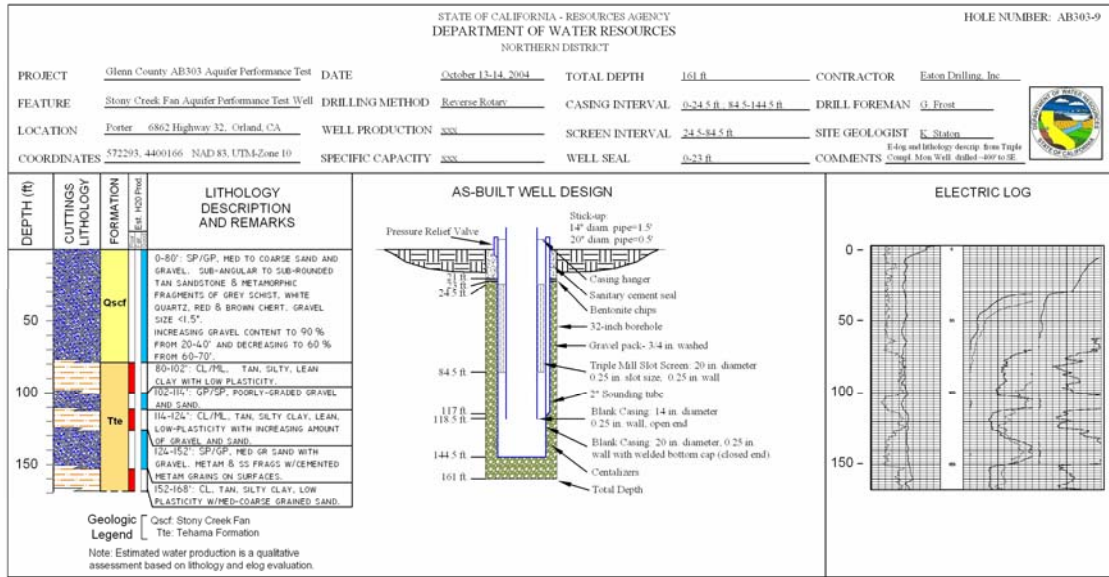 STATE OF CALIFORNIA - RESOURCES AGENCY
DEPARTMENT OF WATER RESOURCES
NORTHERN DISTRICT
HOLE NUMBER: AB303-9
PROJECT Glenn County AB303 Aquifer Performance Test DATE October 13-14, 2004 TOTAL DEPTH 161 ft CONTRACTOR Eaton Drilling, Inc
FEATURE Stony Creek Fan Aquifer Performance Test Well DRILLING METHOD Reverse Rotary CASING INTERVAL 0-24.5 ft ; 84.5-144.5 ft DRILL FOREMAN G. Frost
LOCATION Porter 6862 Highway 32, Orland, CA WELL PRODUCTION xxx SCREEN INTERVAL 24.5-84.5 ft SITE GEOLOGIST K. Staton
COORDINATES 572293, 4400166 NAD 83, UTM-Zone 10 SPECIFIC CAPACITY xxx WELL SEAL 0-23 ft COMMENTS E-log and lithology descrip. from Triple
Compl. Mon Well. drilled ~400' to SE.
DEPTH (ft)
CUTTINGS LITHOLOGY
FORMATION
Est. H20 Prod.
LITHOLOGY
DESCRIPTION
AND REMARKS
0-80': SP/GP, MED TO COARSE SAND AND
GRAVEL. SUB-ANGULAR TO SUB-ROUNDED
TAN SANDSTONE & METAMORPHIC
FRAGMENTS OF GREY SCHIST, WHITE
QUARTZ, RED & BROWN CHERT. GRAVEL
SIZE <1.5".
INCREASING GRAVEL CONTENT TO 90 %
FROM 20-40' AND DECREASING TO 60 %
FROM 60-70'.
80-102': CL/ML, TAN, SILTY, LEAN
CLAY WITH LOW PLASTICITY.
102-114': GP/SP, POORLY-GRADED GRAVEL
AND SAND.
114-124': CL/ML, TAN, SILTY CLAY, LEAN,
LOW-PLASTICITY WITH INCREASING AMOUNT
OF GRAVEL AND SAND.
124-152': SP/GP, MED GR SAND WITH
GRAVEL. METAM & SS FRAGS W/CEMENTED
METAM GRAINS ON SURFACES.
152-168': CL, TAN, SILTY CLAY, LOW
PLASTICITY W/MED-COARSE GRAINED SAND.
Qscf
Tte
50
100
150
Geologic Legend
Qscf: Stony Creek Fan
Tte: Tehama Formation
Note: Estimated water production is a qualitative
assessment based on lithology and elog evaluation.
AS-BUILT WELL DESIGN
Pressure Relief Valve
Stick-up:
14" diam. pipe=1.5'
20" diam. pipe=0.5'
Casing hanger
Sanitary cement seal
Bentonite chips
32-inch borehole
Gravel pack- 3/4 in. washed
Triple Mill Slot Screen: 20 in. diameter
0.25 in. slot size, 0.25 in. wall
2" Sounding tube
Blank Casing: 14 in. diameter
0.25 in. wall, open end
Blank Casing: 20 in. diameter, 0.25 in.
wall with welded bottom cap (closed end)
Centalizers
Total Depth
24.5 ft
84.5 ft
117 ft
118.5 ft
144.5 ft
161 ft
ELECTRIC LOG
0
50
100
150